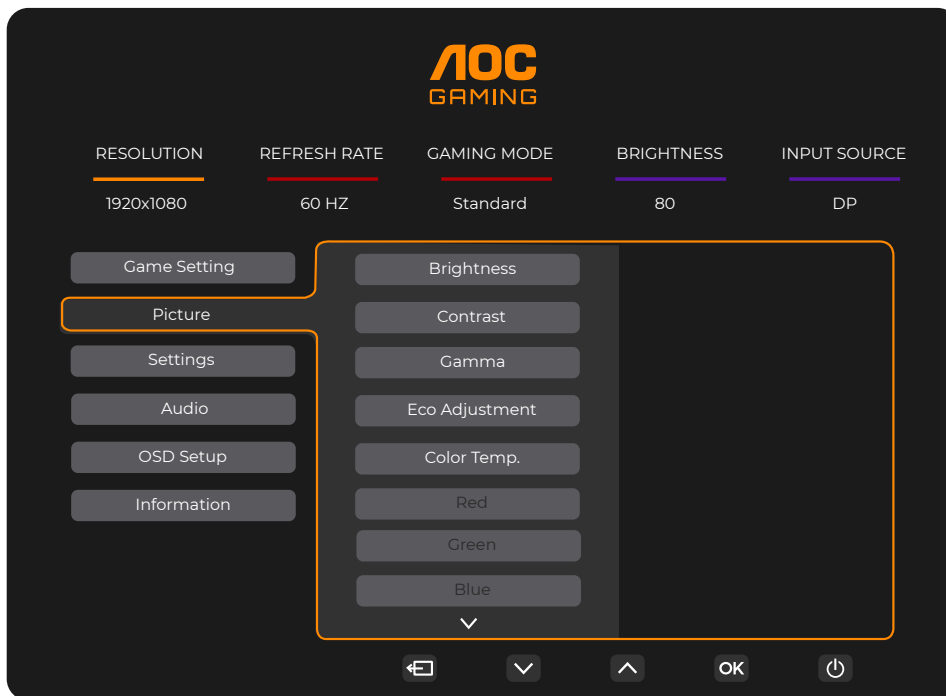 AOC
GAMING
RESOLUTION REFRESH RATE GAMING MODE BRIGHTNESS INPUT SOURCE
1920x1080 60 HZ Standard 80 DP
Game Setting
Picture
Settings
Audio
OSD Setup
Information
Brightness
Contrast
Gamma
Eco Adjustment
Color Temp.
Red
Green
Blue
OK